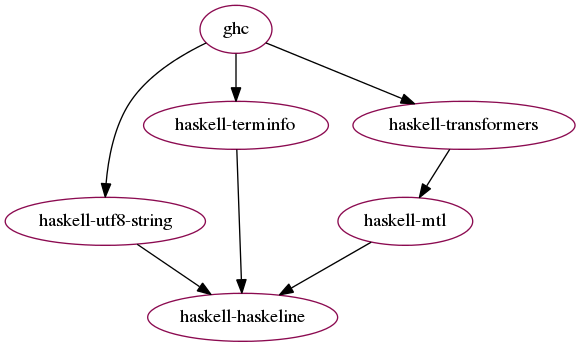 ghc
haskell-terminfo
haskell-transformers
haskell-utf8-string
haskell-mtl
haskell-haskeline